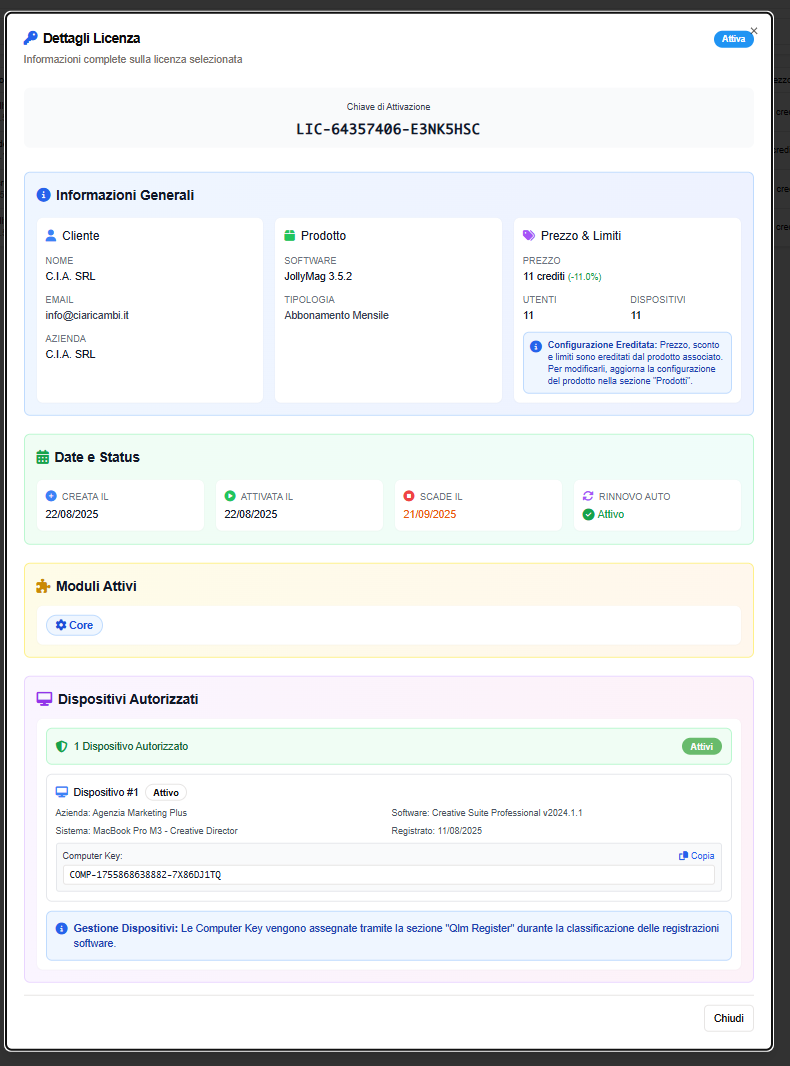 Dettagli Licenza
Attiva
Informazioni complete sulla licenza selezionata
Chiave di Attivazione
LIC-64357406-E3NK5HSC
Informazioni Generali
Cliente
NOME
C.I.A. SRL
EMAIL
info@ciaricambi.it
AZIENDA
C.I.A. SRL
Prodotto
SOFTWARE
JollyMag 3.5.2
TIPOLOGIA
Abbonamento Mensile
Prezzo & Limiti
PREZZO
11 crediti (-11.0%)
UTENTI
11
DISPOSITIVI
11
Configurazione Ereditata: Prezzo, sconto
e limiti sono ereditati dal prodotto associato.
Per modificarli, aggiorna la configurazione
del prodotto nella sezione "Prodotti".
Date e Status
CREATA IL
22/08/2025
ATTIVATA IL
22/08/2025
SCADE IL
21/09/2025
RINNOVO AUTO
Attivo
Moduli Attivi
Core
Dispositivi Autorizzati
1 Dispositivo Autorizzato
Attivi
Dispositivo #1
Attivo
Azienda: Agenzia Marketing Plus
Software: Creative Suite Professional v2024.1.1
Sistema: MacBook Pro M3 - Creative Director
Registrato: 11/08/2025
Computer Key:
Copia
COMP-1755868638882-7X86DJ1TQ
Gestione Dispositivi: Le Computer Key vengono assegnate tramite la sezione "Qlm Register" durante la classificazione delle registrazioni
software.
Chiudi